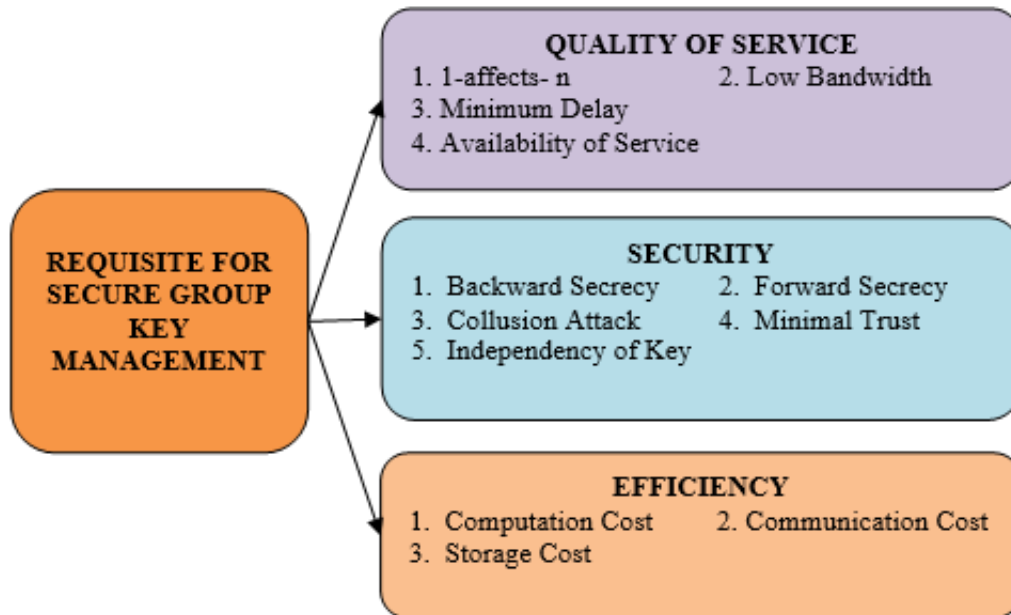 QUALITY OF SERVICE
1. 1-affects- n 2. Low Bandwidth
3. Minimum Delay
4. Availability of Service
REQUISITE FOR
SECURE GROUP
KEY
MANAGEMENT
SECURITY
1. Backward Secrecy 2. Forward Secrecy
3. Collusion Attack 4. Minimal Trust
5. Independency of Key
EFFICIENCY
1. Computation Cost 2. Communication Cost
3. Storage Cost